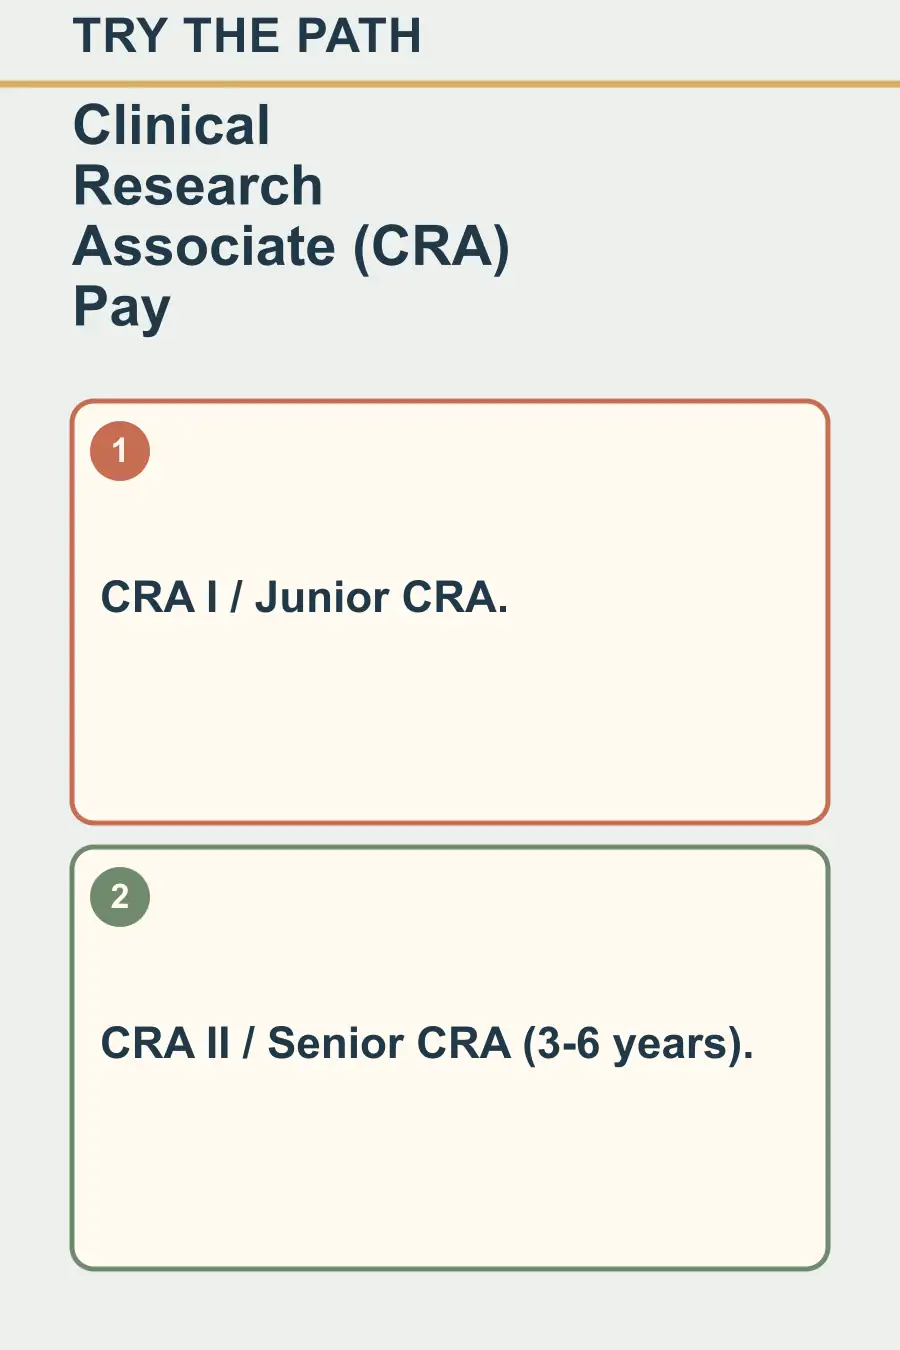 TRY THE PATH
Clinical
Research
Associate (CRA)
Pay
1
CRA I / Junior CRA.
2
CRA II / Senior CRA (3-6 years).